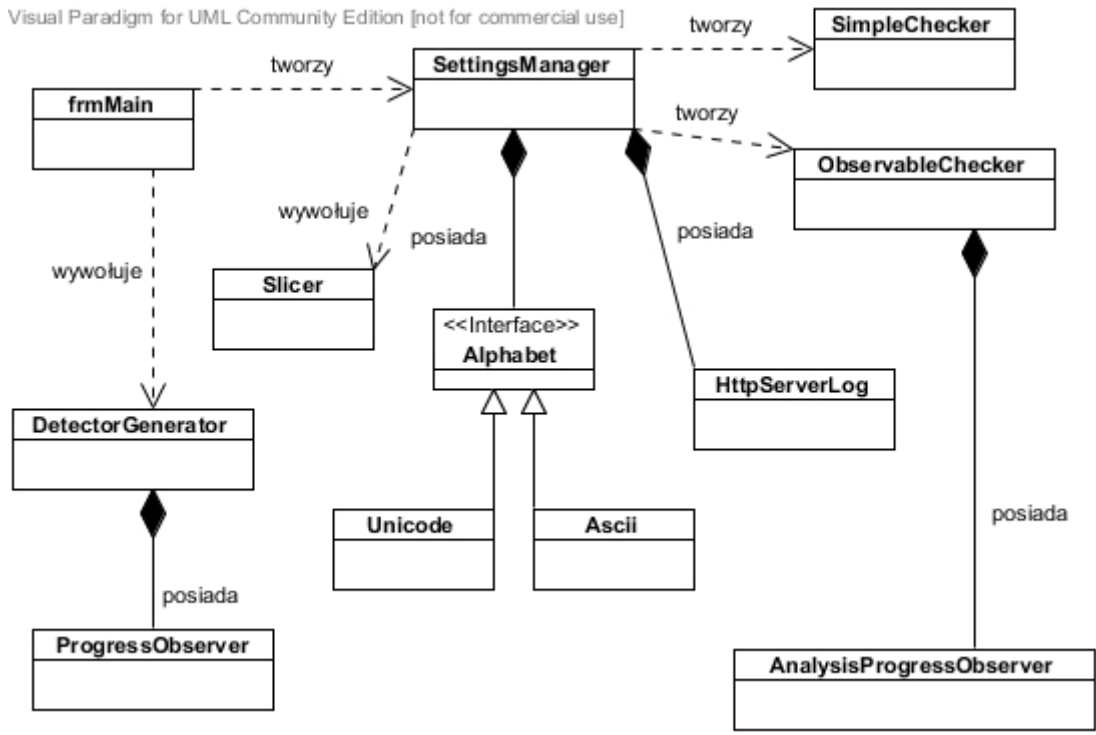 Visual Paradigm for UML Community Edition [not for commercial use]
SimpleChecker
tworzy
SettingsManager
tworzy
frmMain
tworzy
ObservableChecker
wywołuje
posiada
posiada
wywołuje
Slicer
<<Interface>>
Alphabet
HttpServerLog
DetectorGenerator
Unicode
Ascii
posiada
posiada
ProgressObserver
AnalysisProgressObserver